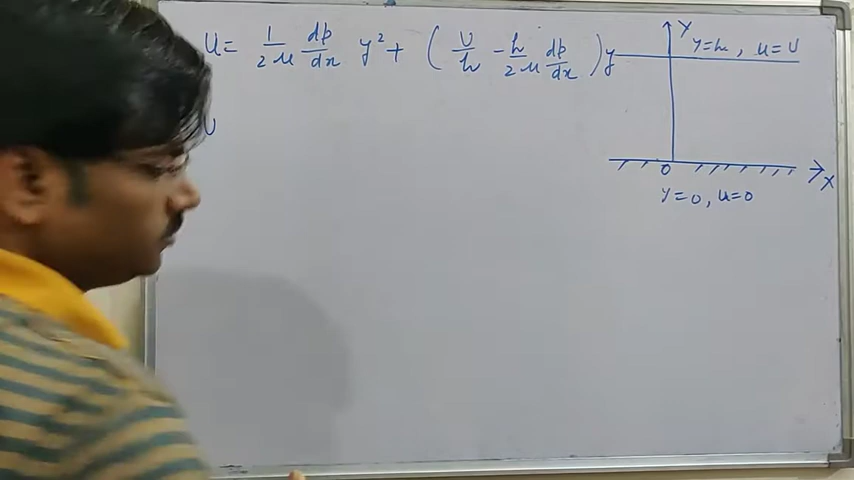 u = 1/2μ dp/dx y² + ( U/h - h/2μ dp/dx ) y
U
Y
y=h, u=U
0
X
y=0, u=0